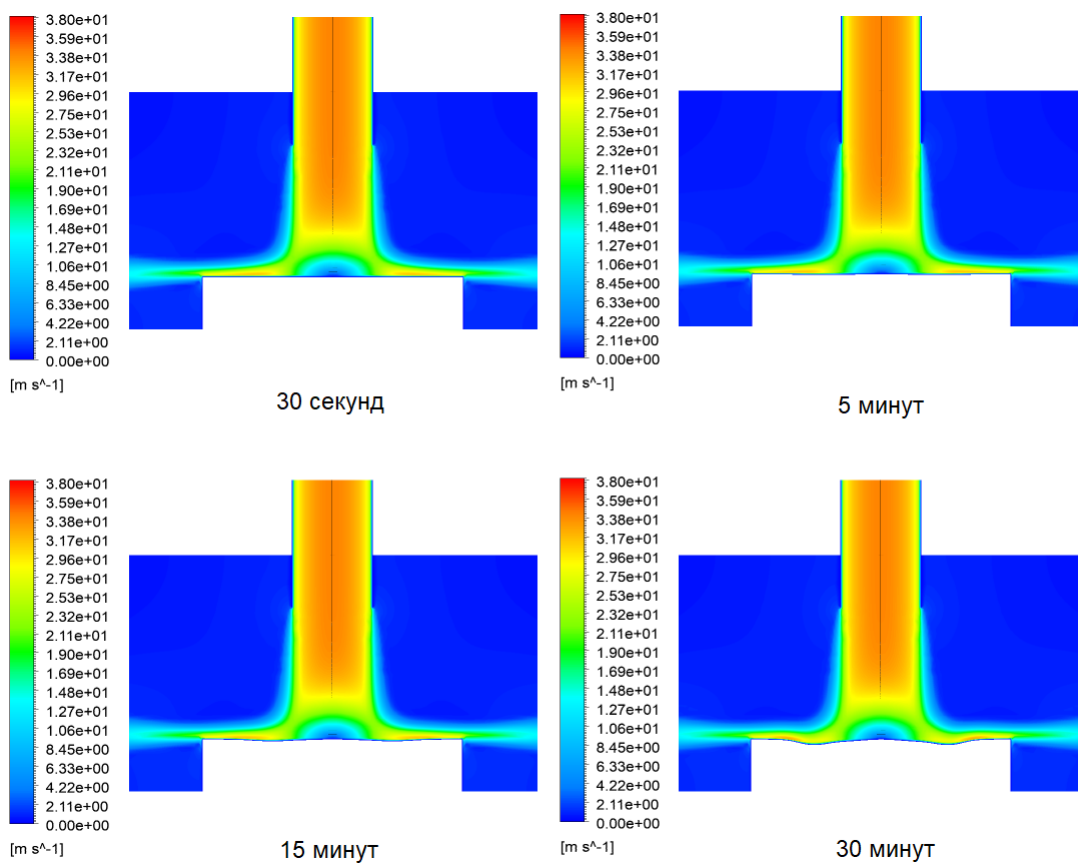 3.80e+01
3.59e+01
3.38e+01
3.17e+01
2.96e+01
2.75e+01
2.53e+01
2.32e+01
2.11e+01
1.90e+01
1.69e+01
1.48e+01
1.27e+01
1.06e+01
8.45e+00
6.33e+00
4.22e+00
2.11e+00
0.00e+00
[m s^-1]
30 секунд
3.80e+01
3.59e+01
3.38e+01
3.17e+01
2.96e+01
2.75e+01
2.53e+01
2.32e+01
2.11e+01
1.90e+01
1.69e+01
1.48e+01
1.27e+01
1.06e+01
8.45e+00
6.33e+00
4.22e+00
2.11e+00
0.00e+00
[m s^-1]
5 минут
3.80e+01
3.59e+01
3.38e+01
3.17e+01
2.96e+01
2.75e+01
2.53e+01
2.32e+01
2.11e+01
1.90e+01
1.69e+01
1.48e+01
1.27e+01
1.06e+01
8.45e+00
6.33e+00
4.22e+00
2.11e+00
0.00e+00
[m s^-1]
15 минут
3.80e+01
3.59e+01
3.38e+01
3.17e+01
2.96e+01
2.75e+01
2.53e+01
2.32e+01
2.11e+01
1.90e+01
1.69e+01
1.48e+01
1.27e+01
1.06e+01
8.45e+00
6.33e+00
4.22e+00
2.11e+00
0.00e+00
[m s^-1]
30 минут